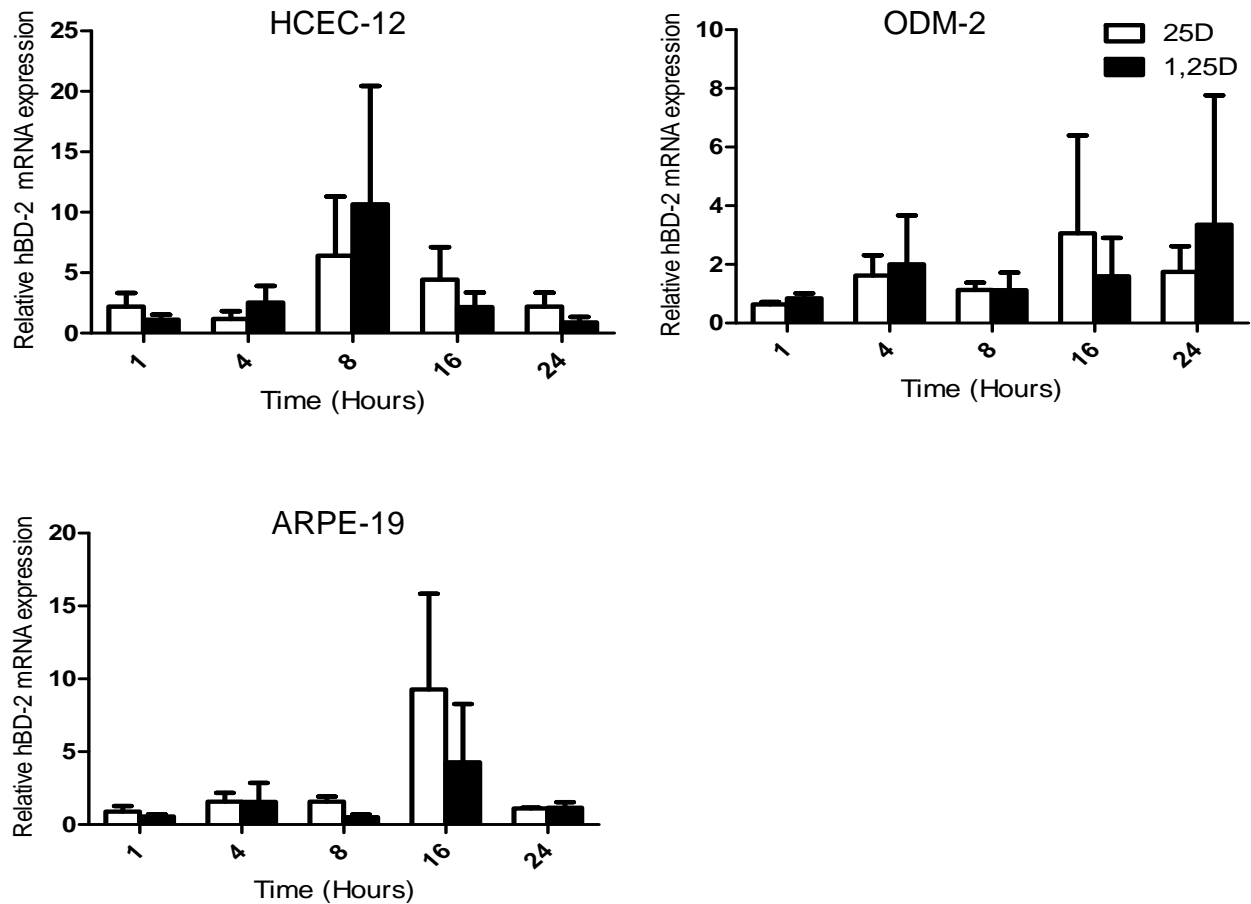 HCEC-12
Relative hBD-2 mRNA expression
25
20
15
10
5
0
1 4 8 16 24
Time (Hours)
ODM-2
25D
1,25D
Relative hBD-2 mRNA expression
10
8
6
4
2
0
1 4 8 16 24
Time (Hours)
ARPE-19
Relative hBD-2 mRNA expression
20
15
10
5
0
1 4 8 16 24
Time (Hours)